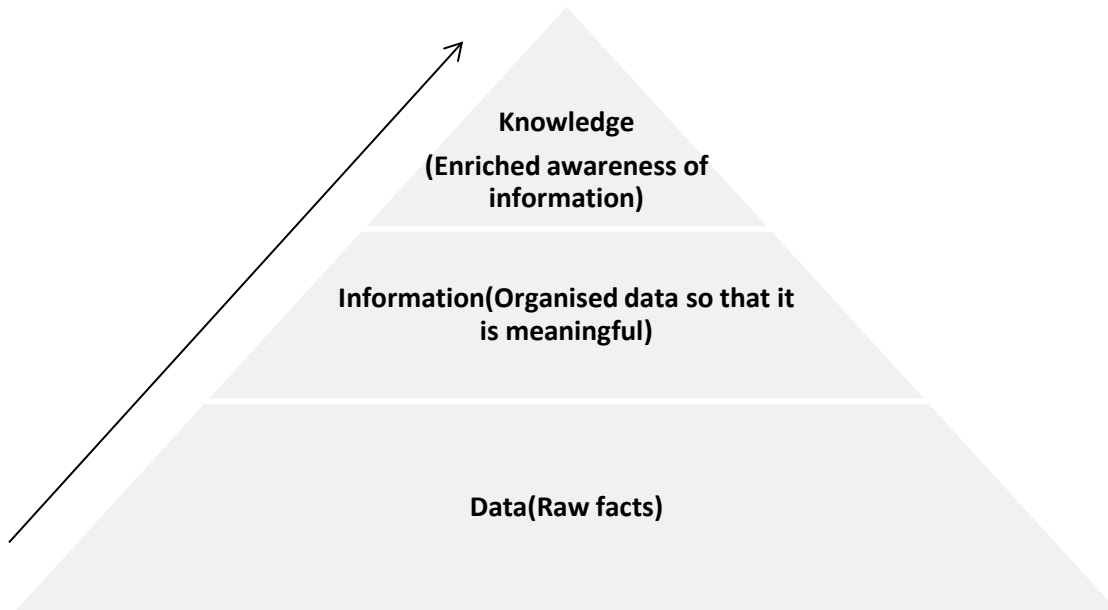 Knowledge
(Enriched awareness of
information)
Information(Organised data so that it
is meaningful)
Data(Raw facts)